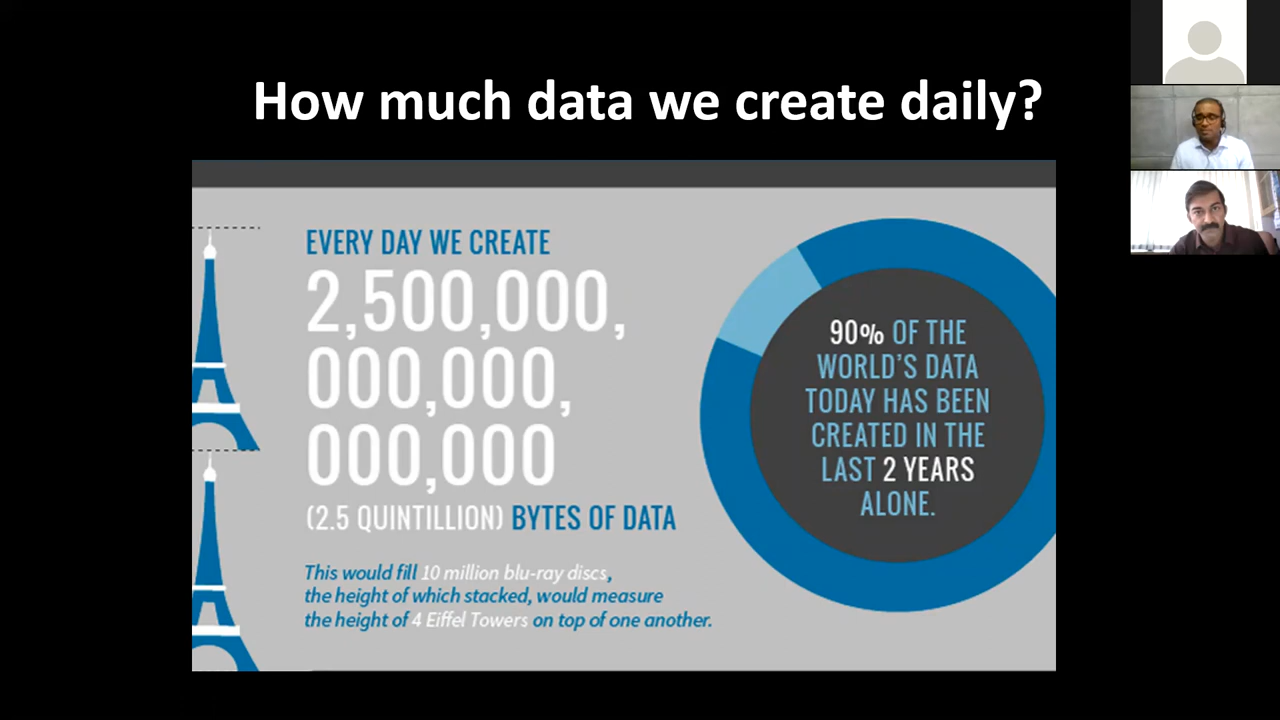 How much data we create daily?
EVERY DAY WE CREATE
2,500,000,
000,000,
000,000
(2.5 QUINTILLION) BYTES OF DATA
This would fill 10 million blu-ray discs,
the height of which stacked, would measure
the height of 4 Eiffel Towers on top of one another.
90% OF THE
WORLD'S DATA
TODAY HAS BEEN
CREATED IN THE
LAST 2 YEARS
ALONE.